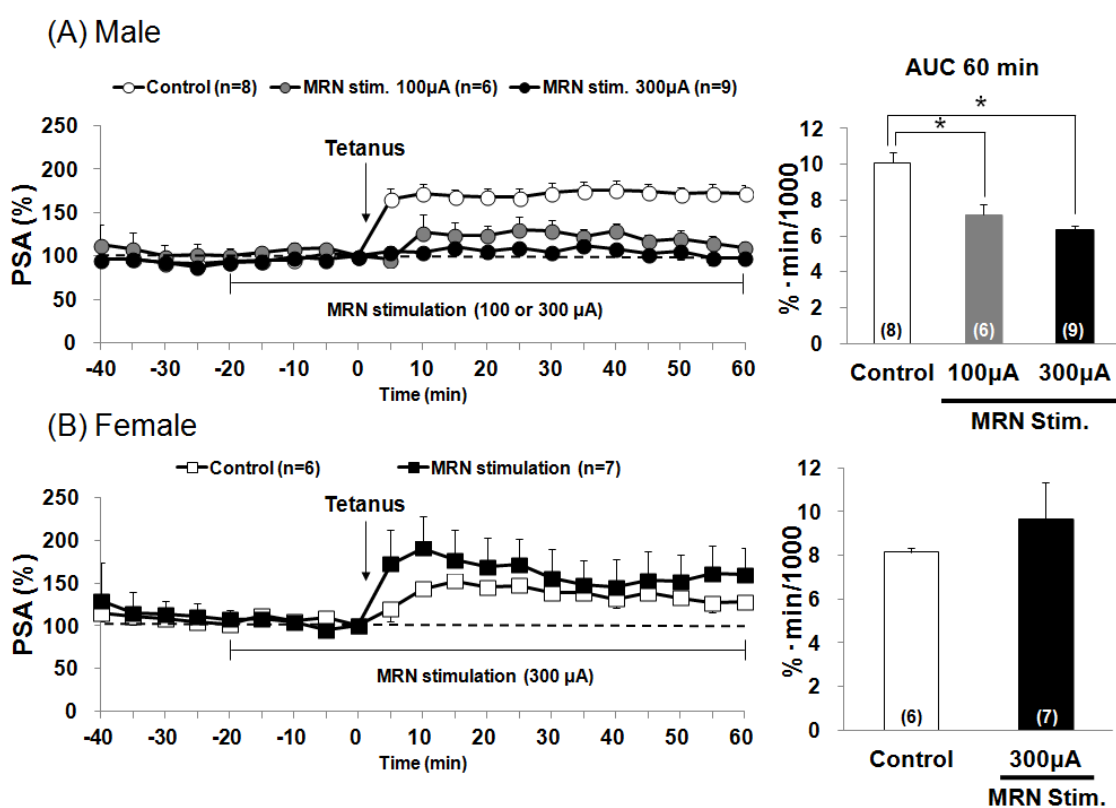 (A) Male
Control (n=8) MRN stim. 100µA (n=6) MRN stim. 300µA (n=9)
PSA (%)
250
200
150
100
50
0
Tetanus
MRN stimulation (100 or 300 µA)
-40 -30 -20 -10 0 10 20 30 40 50 60
Time (min)
AUC 60 min
% · min/1000
12
10
8
6
4
2
0
* *
(8) (6) (9)
Control 100µA 300µA
MRN Stim.
(B) Female
Control (n=6) MRN stimulation (n=7)
PSA (%)
250
200
150
100
50
0
Tetanus
MRN stimulation (300 µA)
-40 -30 -20 -10 0 10 20 30 40 50 60
Time (min)
% · min/1000
12
10
8
6
4
2
0
(6) (7)
Control 300µA
MRN Stim.